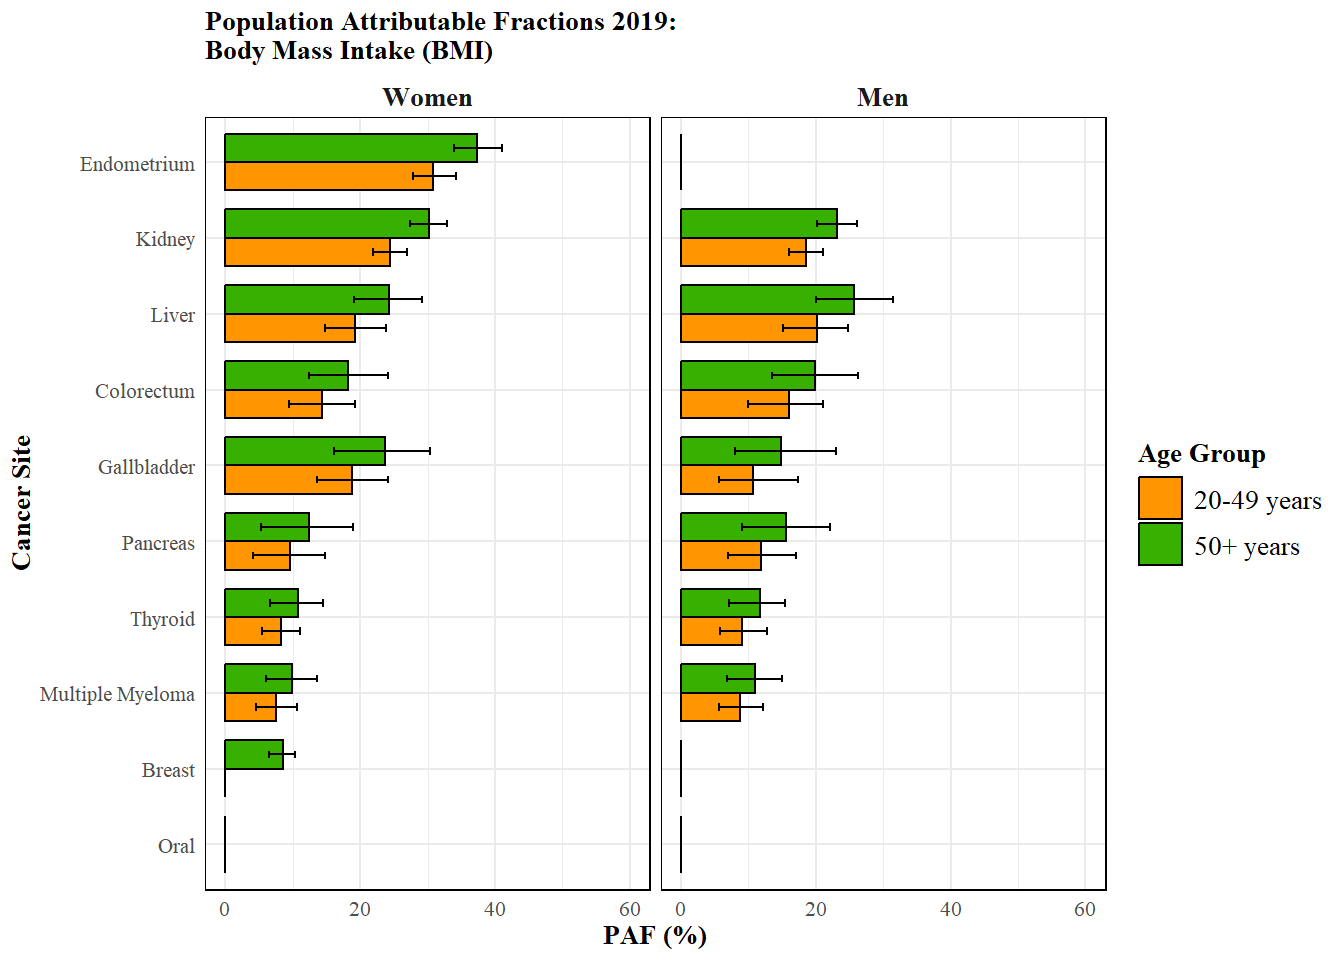 Population Attributable Fractions 2019:
Body Mass Intake (BMI)
Women
Men
Cancer Site
Endometrium
Kidney
Liver
Colorectum
Gallbladder
Pancreas
Thyroid
Multiple Myeloma
Breast
Oral
0
20
40
60
0
20
40
60
PAF (%)
Age Group
20-49 years
50+ years